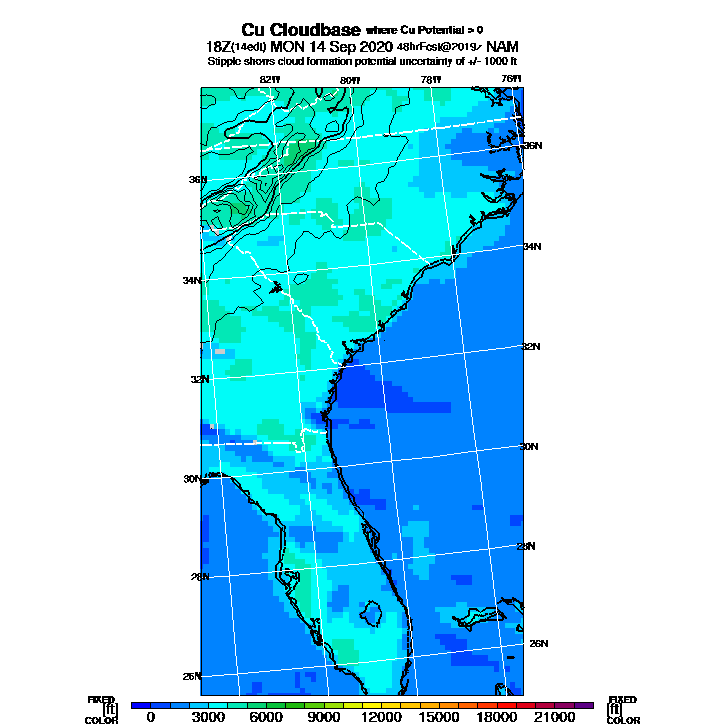 Cu Cloudbase where Cu Potential > 0
18Z(14edt) MON 14 Sep 2020 48hrFcst@2019z NAM
Stipple shows cloud formation potential uncertainty of +/- 1000 ft
82W 80W 78W 76W
36N
36N
34N
34N
32N
32N
30N
30N
28N
28N
26N
26N
FIXED FIXED
[ft] [ft]
COLOR COLOR
0 3000 6000 9000 12000 15000 18000 21000